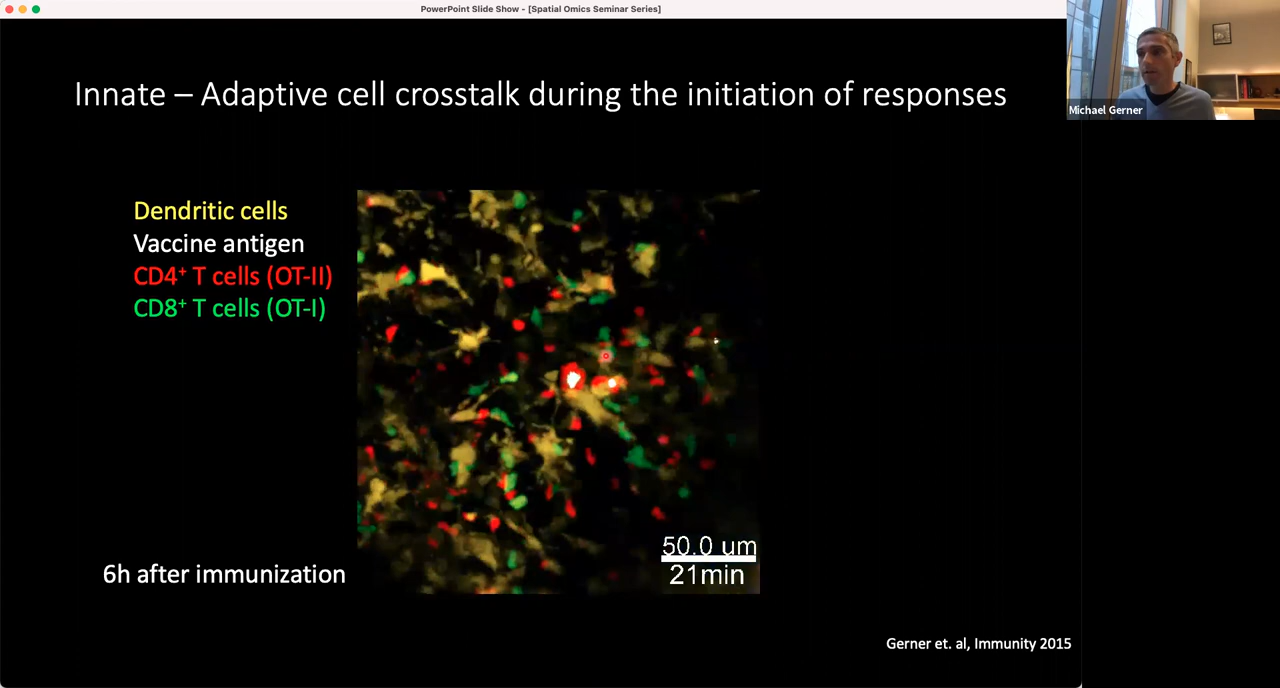 PowerPoint Slide Show - [Spatial Omics Seminar Series]
Innate – Adaptive cell crosstalk during the initiation of responses
Michael Gerner
Dendritic cells
Vaccine antigen
CD4⁺ T cells (OT-II)
CD8⁺ T cells (OT-I)
50.0 um
21min
6h after immunization
Gerner et. al, Immunity 2015